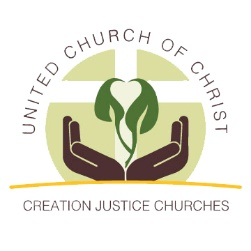 UNITED CHURCH OF CHRIST
CREATION JUSTICE CHURCHES